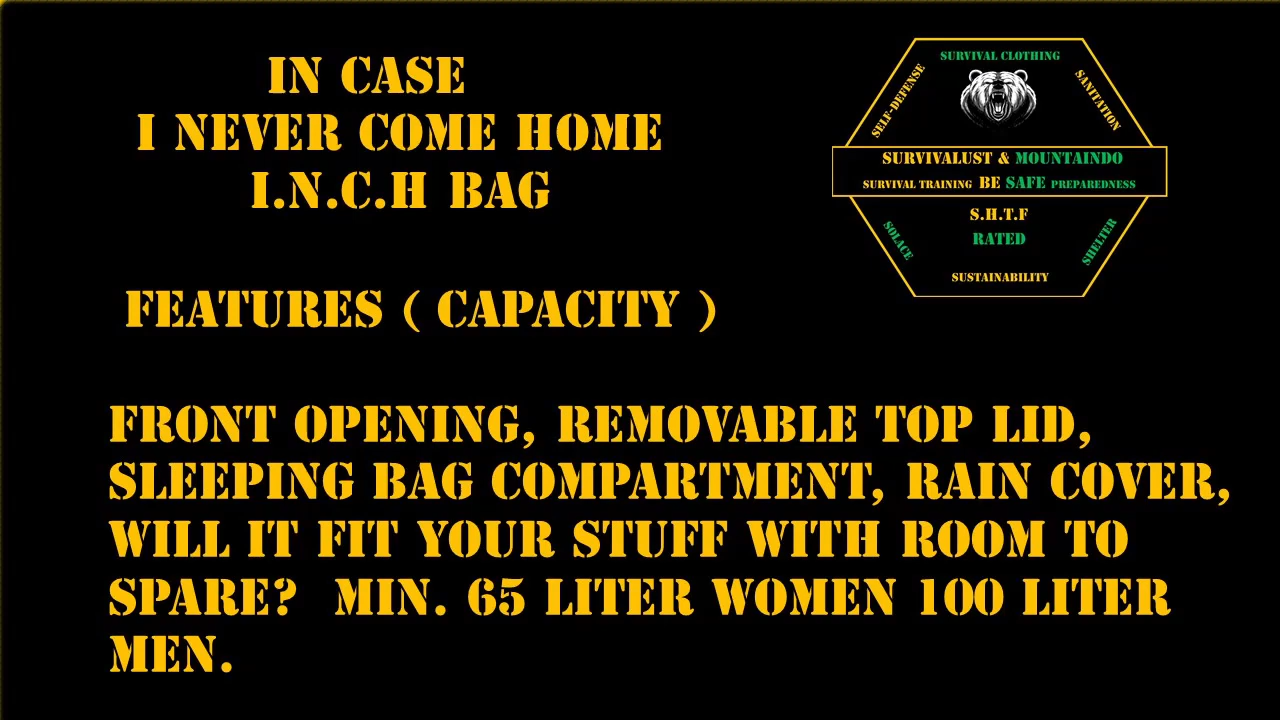 IN CASE
I NEVER COME HOME
I.N.C.H BAG
SURVIVAL CLOTHING
SELF-DEFENSE
SANITATION
SURVIVALUST & MOUNTAINDO
SURVIVAL TRAINING BE SAFE PREPAREDNESS
S.H.T.F
RATED
SOLACE
SHELTER
SUSTAINABILITY
FEATURES ( CAPACITY )
FRONT OPENING, REMOVABLE TOP LID,
SLEEPING BAG COMPARTMENT, RAIN COVER,
WILL IT FIT YOUR STUFF WITH ROOM TO
SPARE? MIN. 65 LITER WOMEN 100 LITER
MEN.